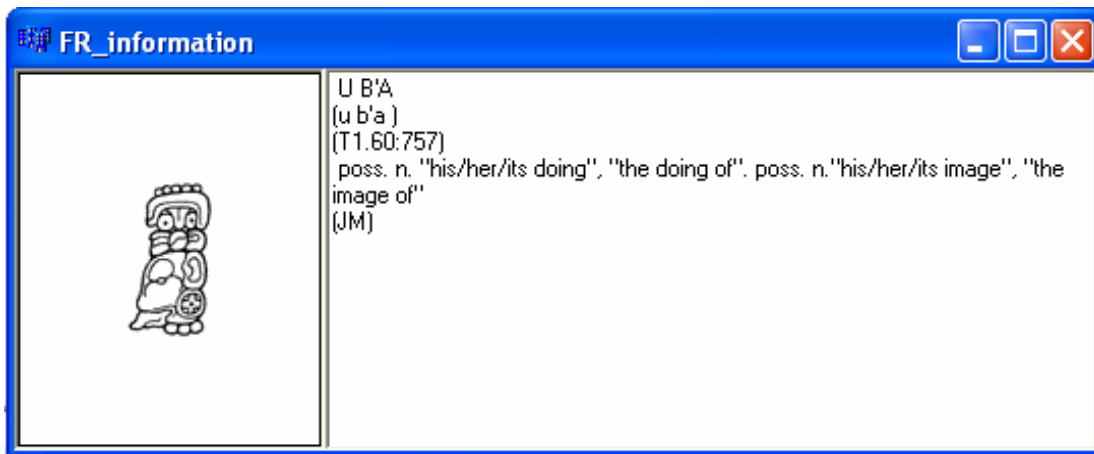 FR_information
U B'A
(u b'a )
(T1.60:757)
poss. n. "his/her/its doing", "the doing of". poss. n."his/her/its image", "the
image of"
(JM)